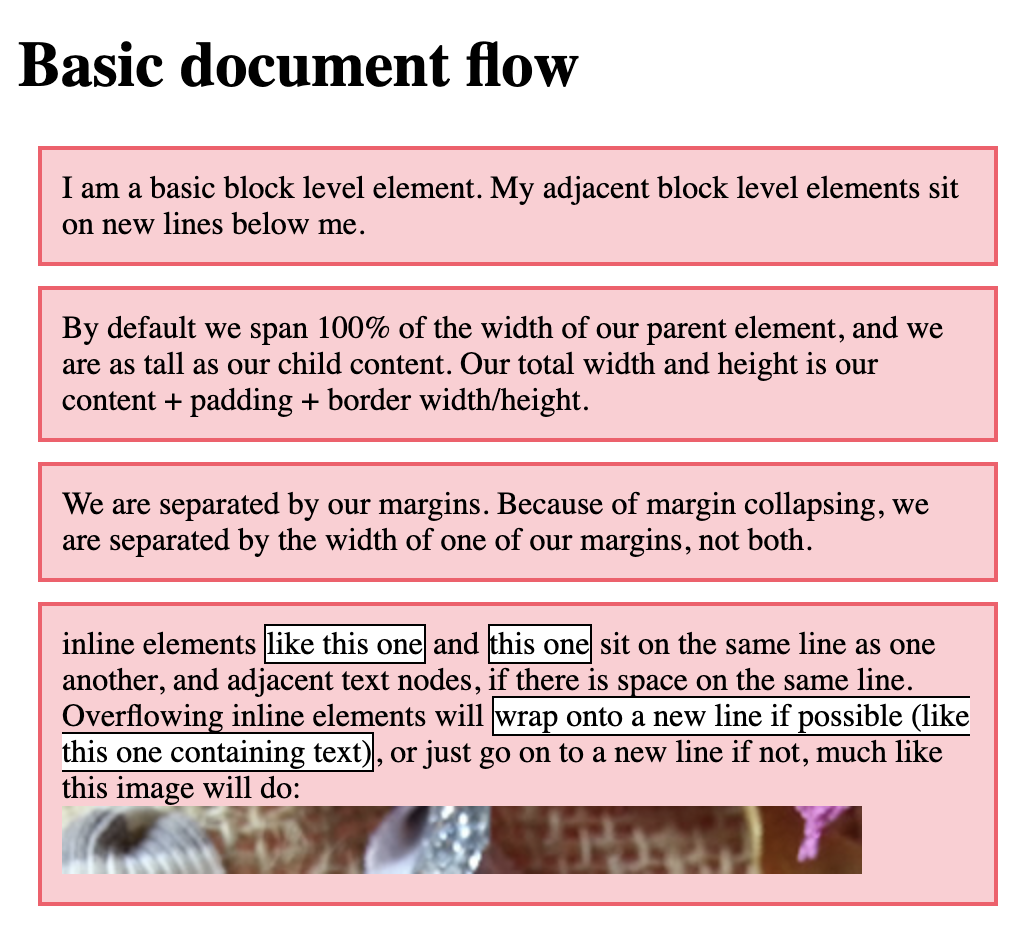 Basic document flow
I am a basic block level element. My adjacent block level elements sit
on new lines below me.
By default we span 100% of the width of our parent element, and we
are as tall as our child content. Our total width and height is our
content + padding + border width/height.
We are separated by our margins. Because of margin collapsing, we
are separated by the width of one of our margins, not both.
inline elements like this one and this one sit on the same line as one
another, and adjacent text nodes, if there is space on the same line.
Overflowing inline elements will wrap onto a new line if possible (like
this one containing text), or just go on to a new line if not, much like
this image will do: